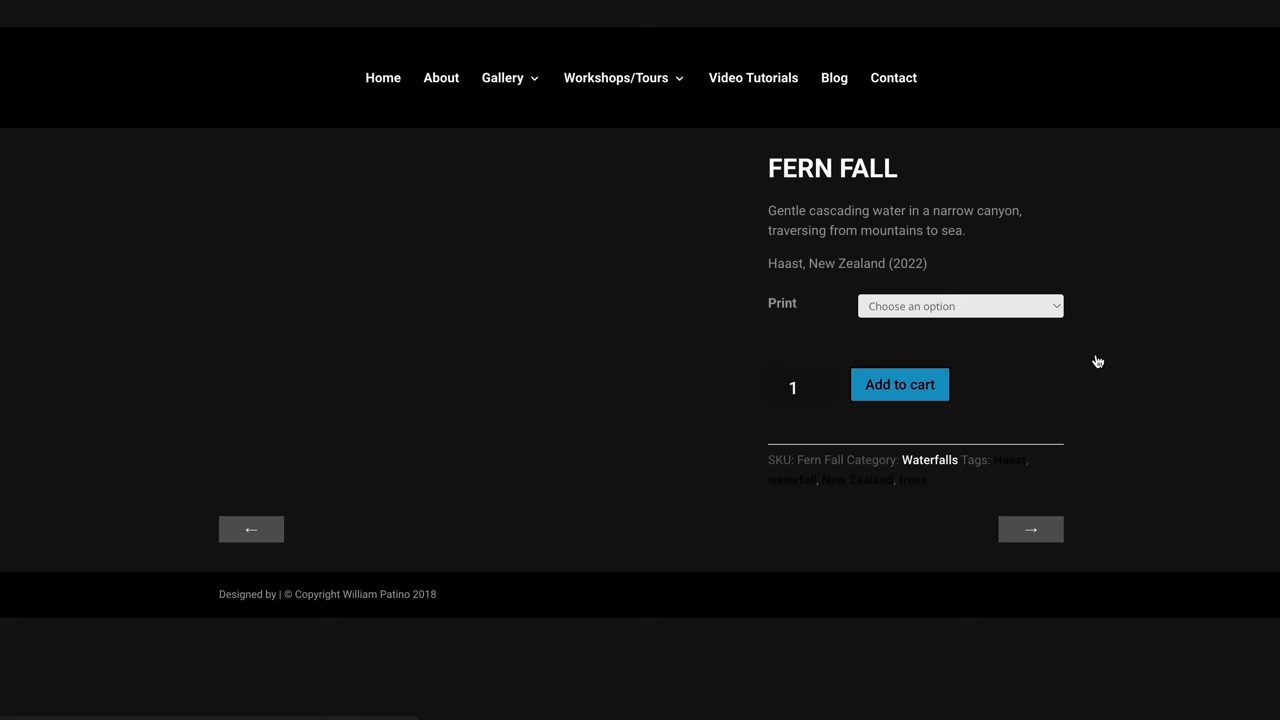 Home About Gallery Workshops/Tours Video Tutorials Blog Contact
FERN FALL
Gentle cascading water in a narrow canyon,
traversing from mountains to sea.
Haast, New Zealand (2022)
Print Choose an option
1 Add to cart
SKU: Fern Fall Category: Waterfalls Tags: Haast,
waterfall, New Zealand, trees
← →
Designed by | © Copyright William Patino 2018